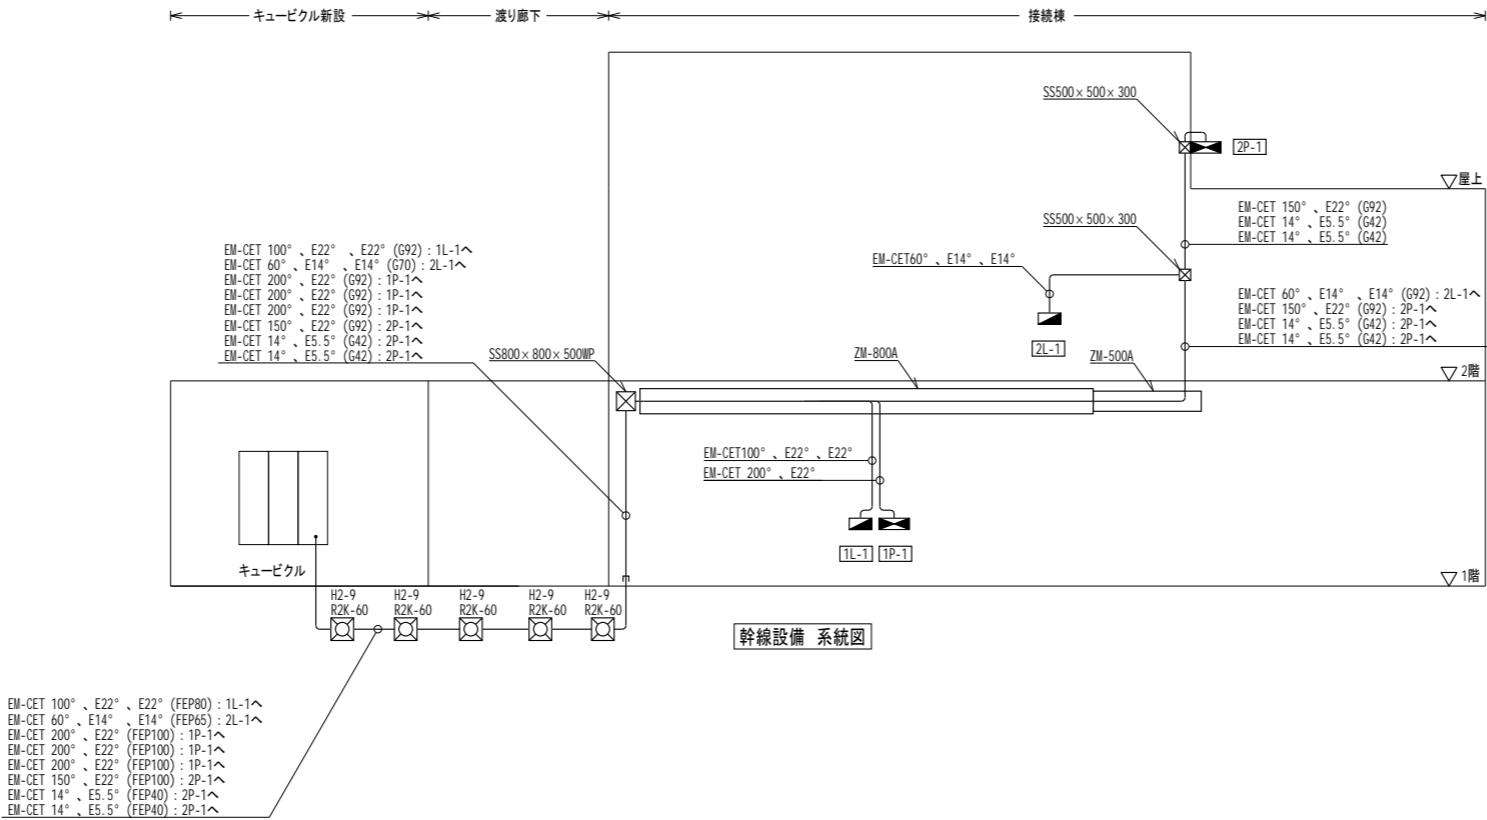 キュービクル新設
渡り廊下
接続棟
SS500×500×300
2P-1
屋上
SS500×500×300
EM-CET 150° 、E22° (G92)
EM-CET 14° 、E5.5° (G42)
EM-CET 14° 、E5.5° (G42)
EM-CET 100° 、E22° 、E22° (G92) : 1L-1へ
EM-CET 60° 、E14° 、E14° (G70) : 2L-1へ
EM-CET 200° 、E22° (G92) : 1P-1へ
EM-CET 200° 、E22° (G92) : 1P-1へ
EM-CET 200° 、E22° (G92) : 1P-1へ
EM-CET 150° 、E22° (G92) : 2P-1へ
EM-CET 14° 、E5.5° (G42) : 2P-1へ
EM-CET 14° 、E5.5° (G42) : 2P-1へ
EM-CET60° 、E14° 、E14°
2L-1
EM-CET 60° 、E14° 、E14° (G92) : 2L-1へ
EM-CET 150° 、E22° (G92) : 2P-1へ
EM-CET 14° 、E5.5° (G42) : 2P-1へ
EM-CET 14° 、E5.5° (G42) : 2P-1へ
SS800×800×500WP
ZM-800A
ZM-500A
2階
EM-CET100° 、E22° 、E22°
EM-CET 200° 、E22°
1L-1
1P-1
キュービクル
1階
H2-9
R2K-60
H2-9
R2K-60
H2-9
R2K-60
H2-9
R2K-60
H2-9
R2K-60
幹線設備 系統図
EM-CET 100° 、E22° 、E22° (FEP80) : 1L-1へ
EM-CET 60° 、E14° 、E14° (FEP65) : 2L-1へ
EM-CET 200° 、E22° (FEP100) : 1P-1へ
EM-CET 200° 、E22° (FEP100) : 1P-1へ
EM-CET 200° 、E22° (FEP100) : 1P-1へ
EM-CET 150° 、E22° (FEP100) : 2P-1へ
EM-CET 14° 、E5.5° (FEP40) : 2P-1へ
EM-CET 14° 、E5.5° (FEP40) : 2P-1へ